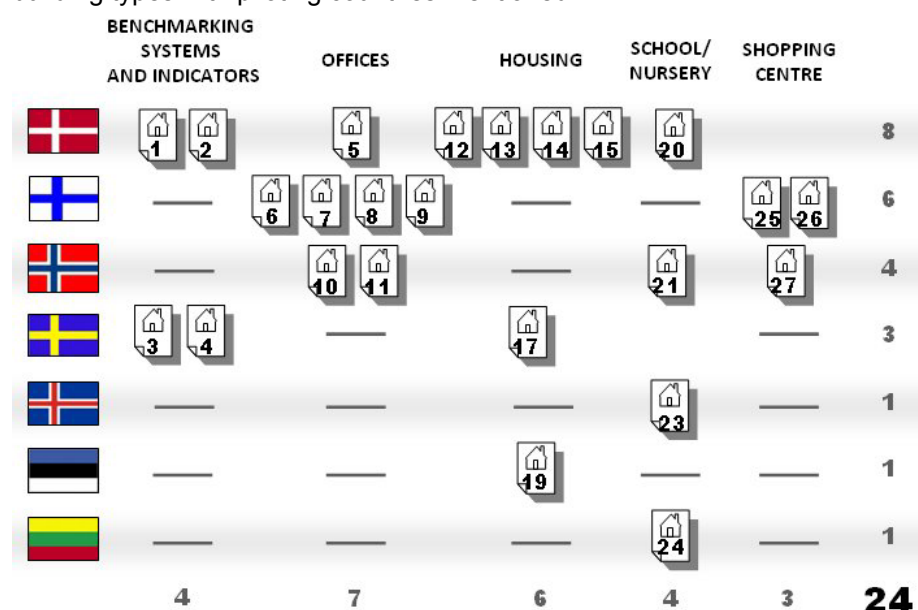 building types
BENCHMARKING
SYSTEMS
AND INDICATORS
OFFICES
HOUSING
SCHOOL/
NURSERY
SHOPPING
CENTRE
1 2 5 12 13 14 15 20 8
6 7 8 9 25 26 6
10 11 21 27 4
3 4 17 3
23 1
19 1
24 1
4 7 6 4 3 24